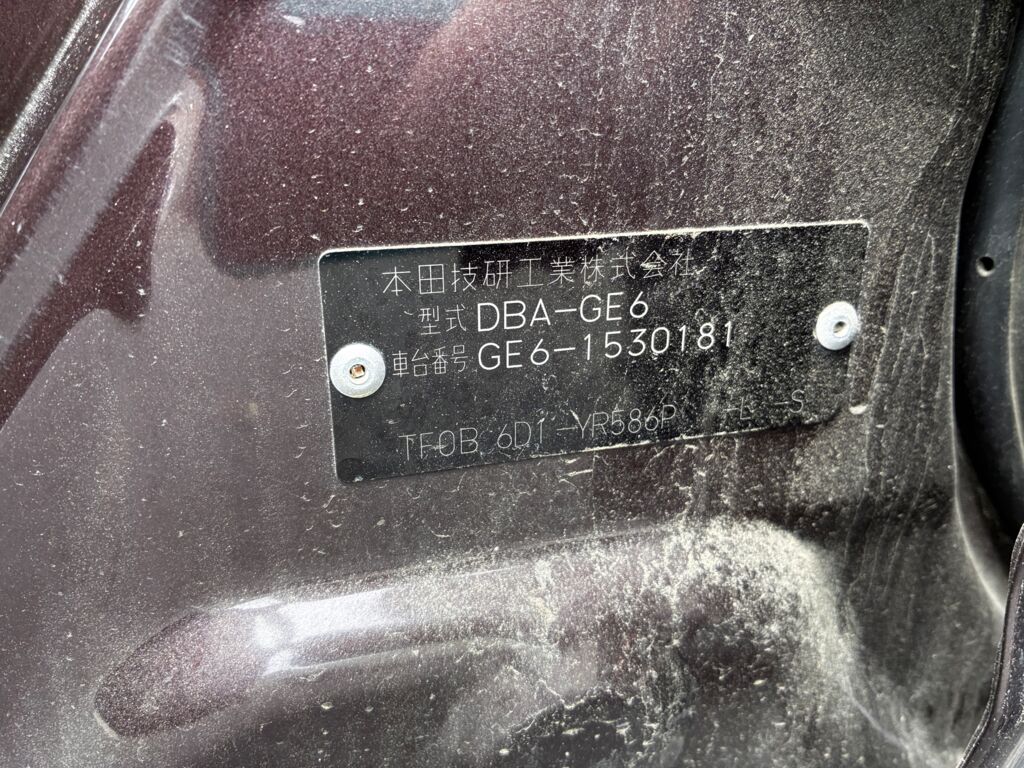 本田技研工業株式会社
型式 DBA-GE6
車台番号 GE6-1530181
TF0B 6D1-YR586P -S